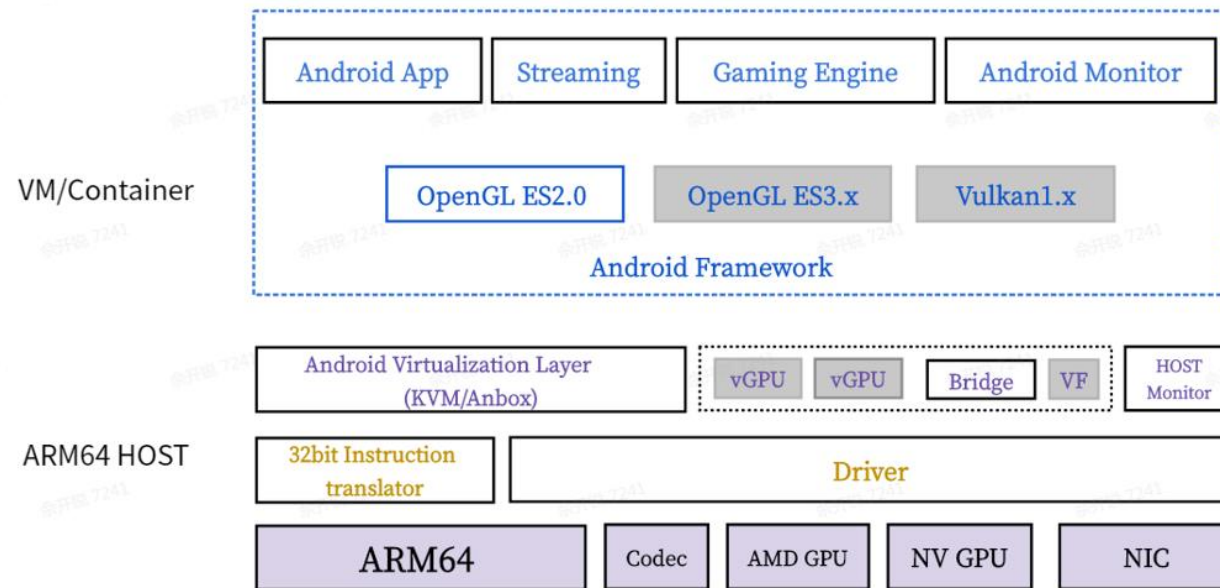 Android App
Streaming
Gaming Engine
Android Monitor
VM/Container
OpenGL ES2.0
OpenGL ES3.x
Vulkan1.x
Android Framework
Android Virtualization Layer
(KVM/Anbox)
vGPU
vGPU
Bridge
VF
HOST
Monitor
ARM64 HOST
32bit Instruction
translator
Driver
ARM64
Codec
AMD GPU
NV GPU
NIC